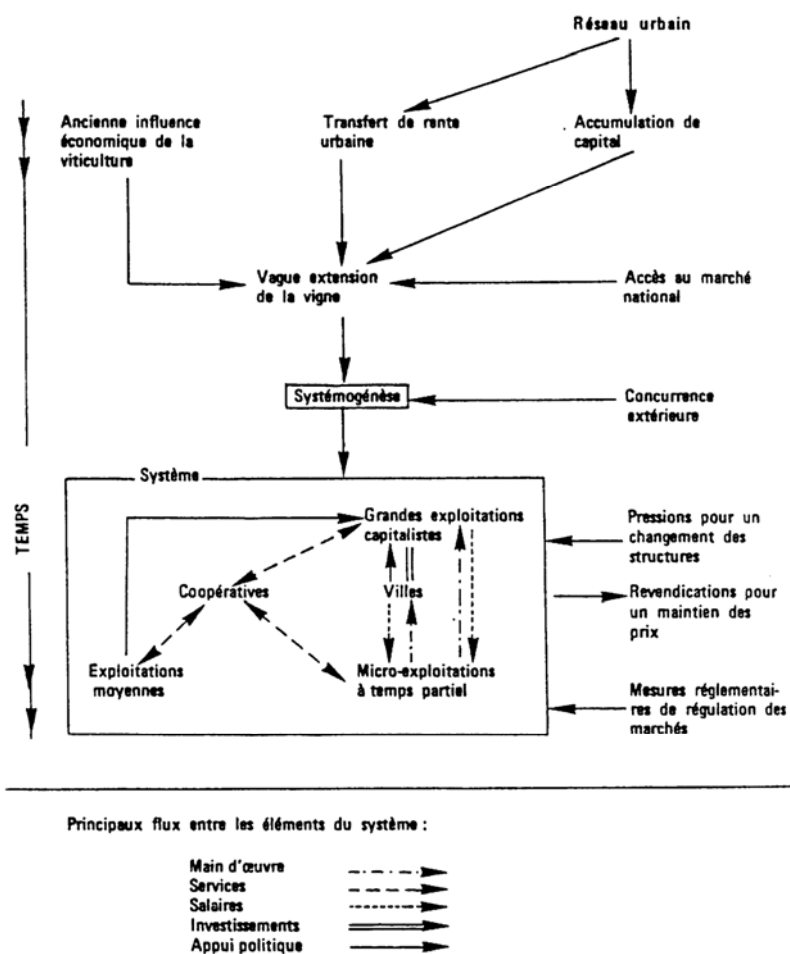 Réseau urbain
Ancienne influence
économique de la
viticulture
Transfert de rente
urbaine
Accumulation de
capital
Vague extension
de la vigne
Accès au marché
national
Systémogénèse
Concurrence
extérieure
TEMPS
Système
Grandes exploitations
capitalistes
Coopératives
Villes
Exploitations
moyennes
Micro-exploitations
à temps partiel
Pressions pour un
changement des
structures
Revendications pour
un maintien des
prix
Mesures réglementai-
res de régulation des
marchés
Principaux flux entre les éléments du système :
Main d'œuvre
Services
Salaires
Investissements
Appui politique